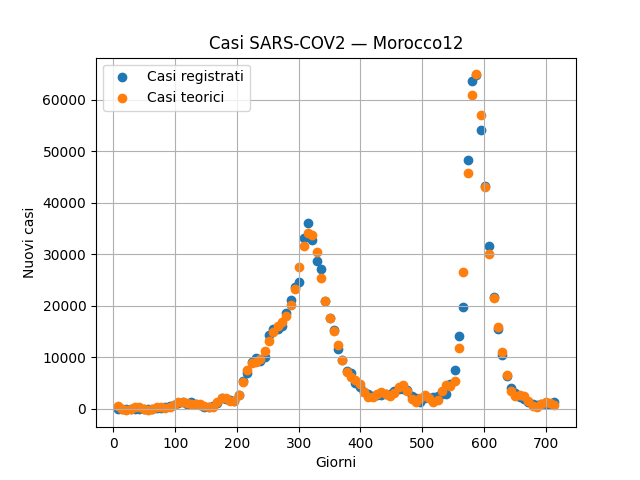 Casi SARS-COV2 — Morocco12
Casi registrati
Casi teorici
60000
50000
40000
30000
20000
10000
0
Nuovi casi
0 100 200 300 400 500 600 700
Giorni